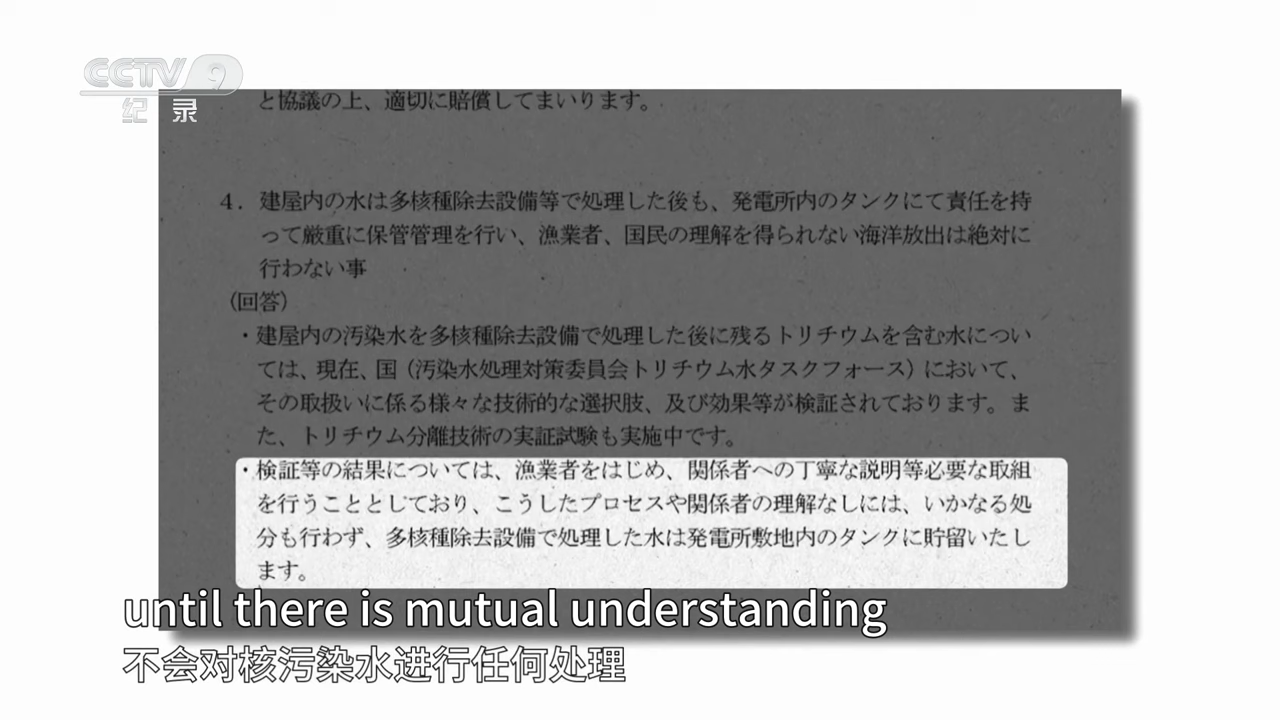 CCTV 9
纪录
と協議の上、適切に賠償してまいります。
４．建屋内の水は多核種除去設備等で処理した後も、発電所内のタンクにて責任を持
って厳重に保管管理を行い、漁業者、国民の理解を得られない海洋放出は絶対に
行わない事
（回答）
・建屋内の汚染水を多核種除去設備で処理した後に残るトリチウムを含む水につい
ては、現在、国（汚染水処理対策委員会トリチウム水タスクフォース）において、
その取扱いに係る様々な技術的な選択肢、及び効果等が検証されております。ま
た、トリチウム分離技術の実証試験も実施中です。
・検証等の結果については、漁業者をはじめ、関係者への丁寧な説明等必要な取組
を行うこととしており、こうしたプロセスや関係者の理解なしには、いかなる処
分も行わず、多核種除去設備で処理した水は発電所敷地内のタンクに貯留いたし
ます。
until there is mutual understanding
不会对核污染水进行任何处理